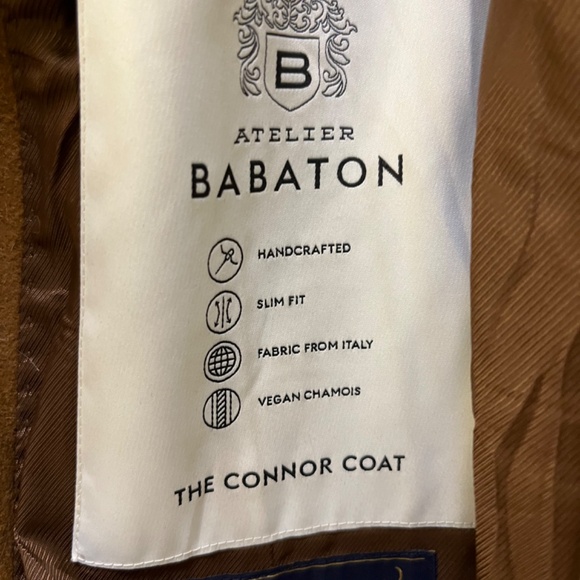 B
ATELIER
BABATON
HANDCRAFTED
SLIM FIT
FABRIC FROM ITALY
VEGAN CHAMOIS
THE CONNOR COAT